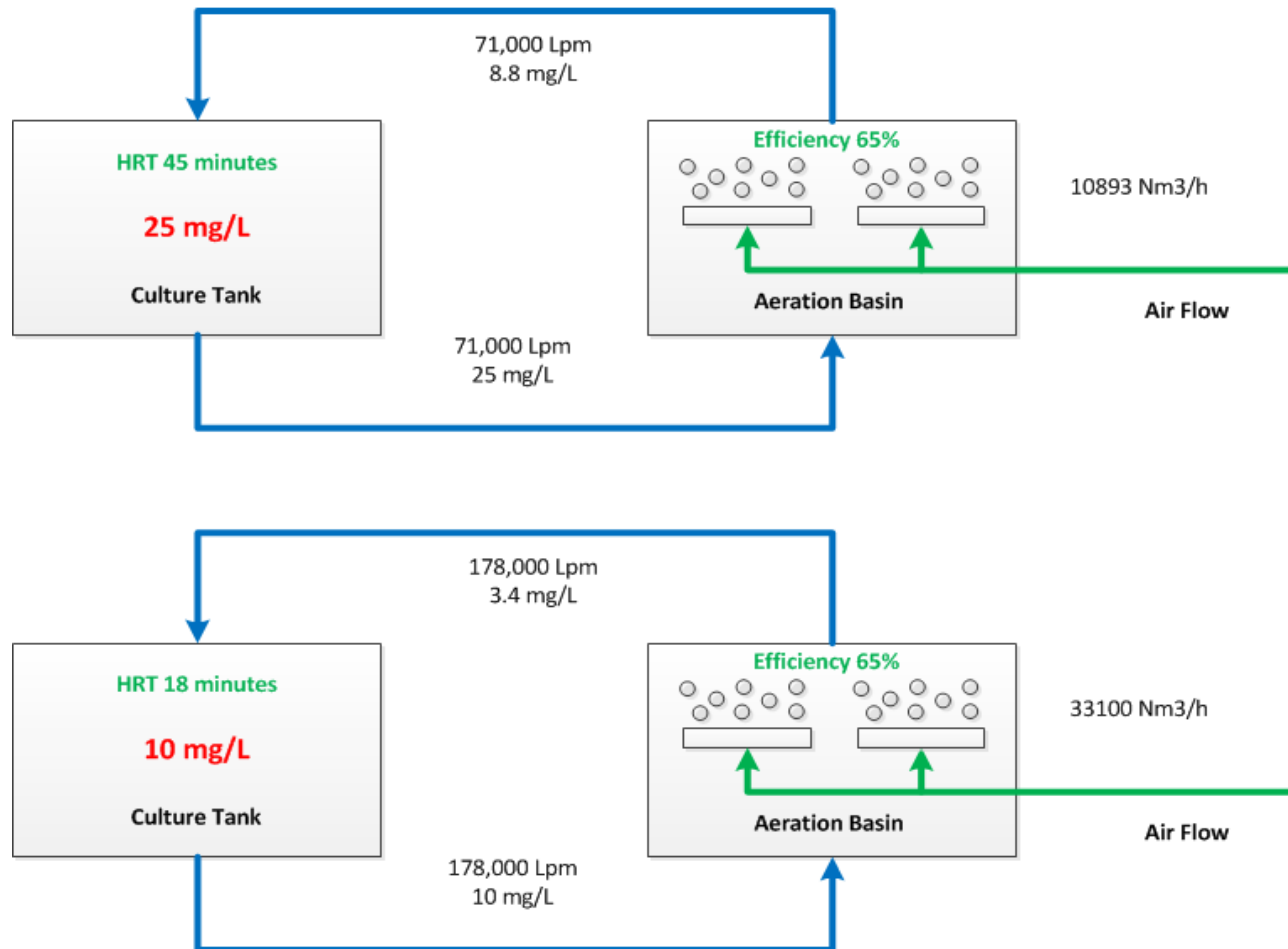 71,000 Lpm
8.8 mg/L
HRT 45 minutes
25 mg/L
Culture Tank
Efficiency 65%
Aeration Basin
10893 Nm3/h
Air Flow
71,000 Lpm
25 mg/L
178,000 Lpm
3.4 mg/L
HRT 18 minutes
10 mg/L
Culture Tank
Efficiency 65%
Aeration Basin
33100 Nm3/h
Air Flow
178,000 Lpm
10 mg/L